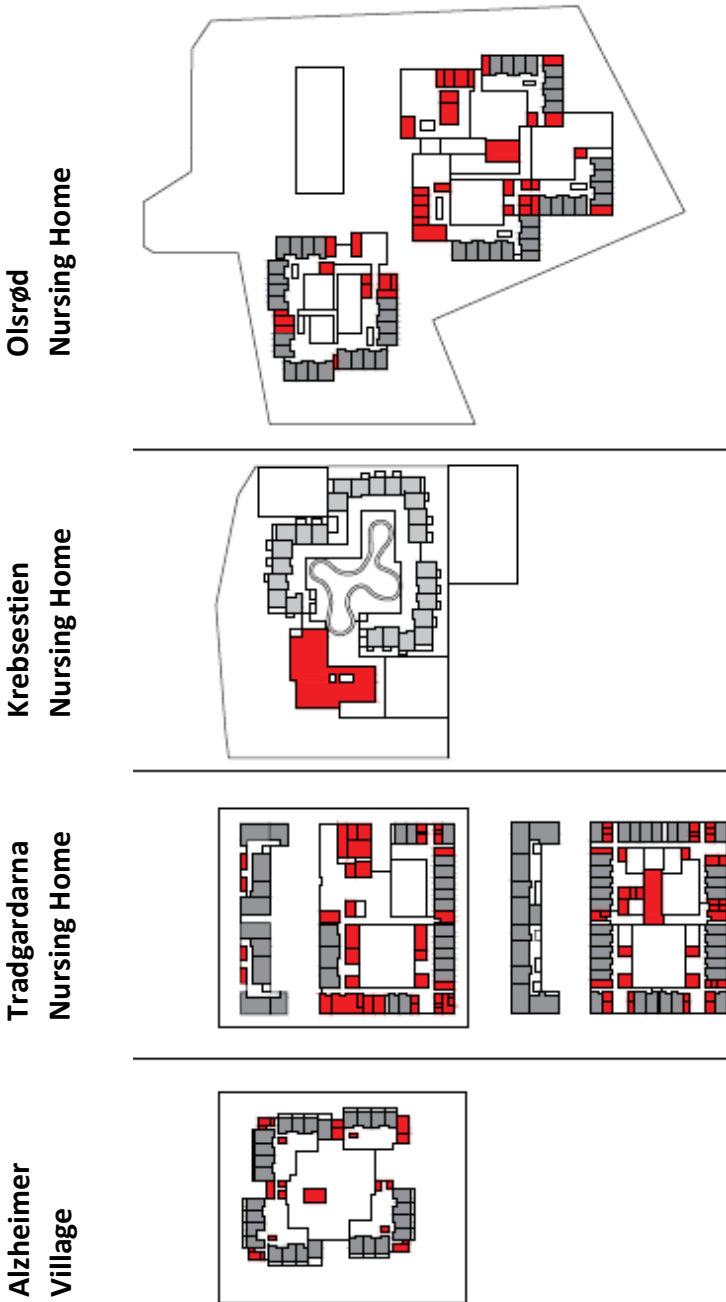 Olsrød
Nursing Home
Krebsestien
Nursing Home
Tradgardarna
Nursing Home
Alzheimer
Village